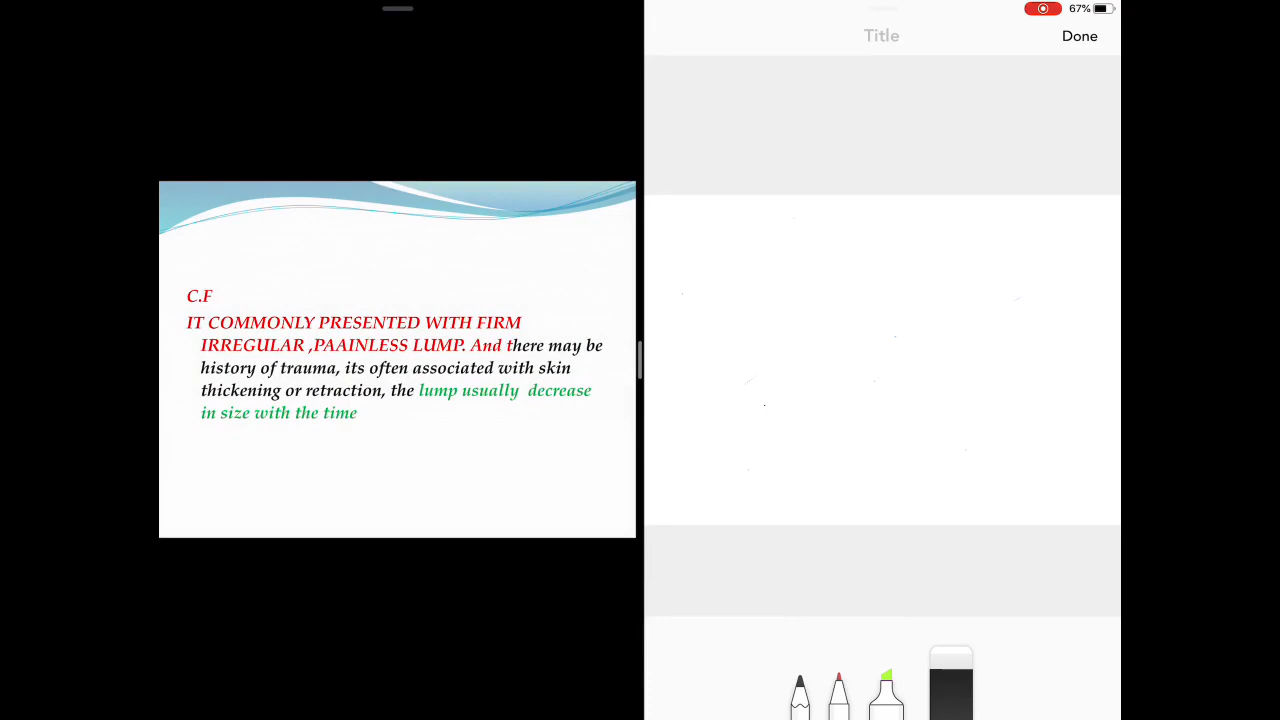 67%
Title
Done
C.F
IT COMMONLY PRESENTED WITH FIRM
IRREGULAR ,PAAINLESS LUMP. And there may be
history of trauma, its often associated with skin
thickening or retraction, the lump usually decrease
in size with the time